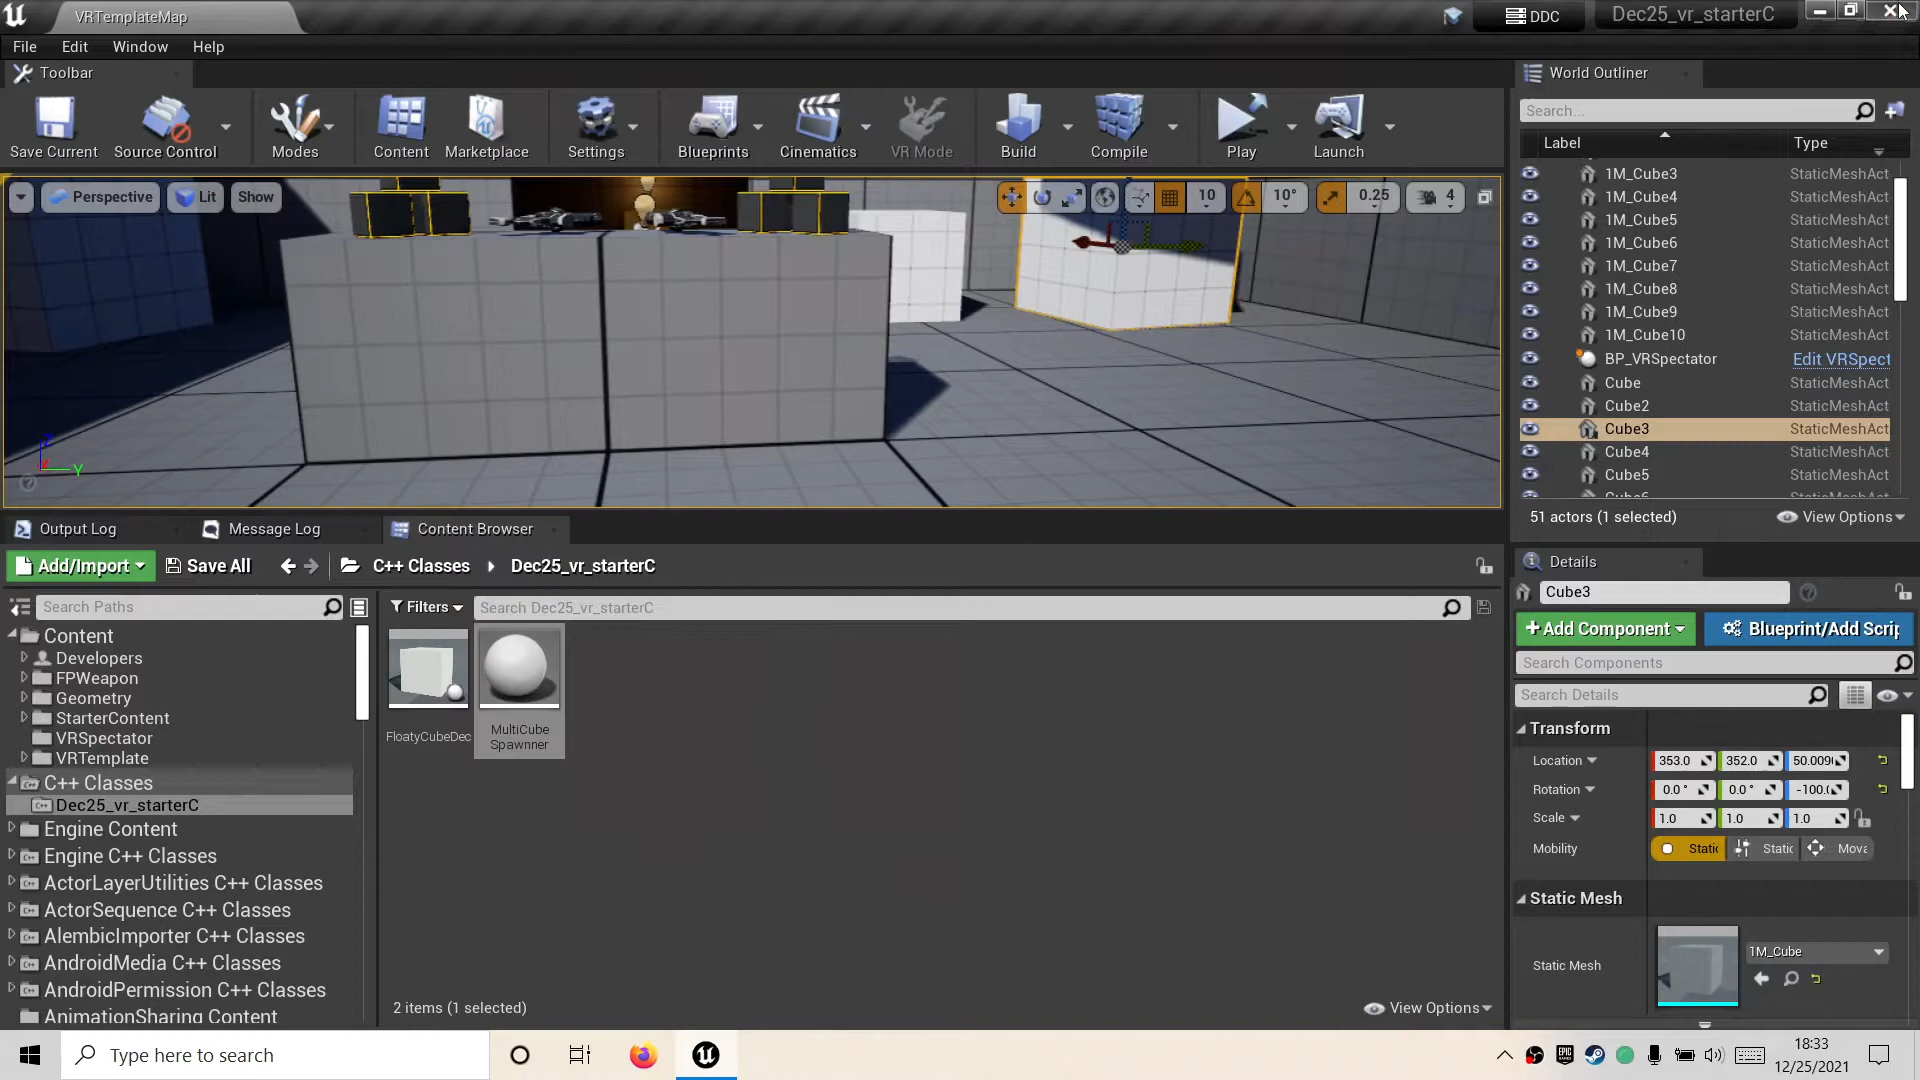 VRTemplateMap
DDC
Dec25_vr_starterC
File Edit Window Help
Toolbar
World Outliner
Save Current
Source Control
Modes
Content
Marketplace
Settings
Blueprints
Cinematics
VR Mode
Build
Compile
Play
Launch
Search...
Label Type
Perspective Lit Show
10 10° 0.25 4
1M_Cube3 StaticMeshAct
1M_Cube4 StaticMeshAct
1M_Cube5 StaticMeshAct
1M_Cube6 StaticMeshAct
1M_Cube7 StaticMeshAct
1M_Cube8 StaticMeshAct
1M_Cube9 StaticMeshAct
1M_Cube10 StaticMeshAct
BP_VRSpectator Edit VRSpect
Cube StaticMeshAct
Cube2 StaticMeshAct
Cube3 StaticMeshAct
Cube4 StaticMeshAct
Cube5 StaticMeshAct
51 actors (1 selected) View Options
Z
Y
Output Log Message Log Content Browser
Add/Import Save All C++ Classes Dec25_vr_starterC
Search Paths
Filters Search Dec25_vr_starterC
Content
Developers
FPWeapon
Geometry
StarterContent
VRSpectator
VRTemplate
C++ Classes
Dec25_vr_starterC
Engine Content
Engine C++ Classes
ActorLayerUtilities C++ Classes
ActorSequence C++ Classes
AlembicImporter C++ Classes
AndroidMedia C++ Classes
AndroidPermission C++ Classes
AnimationSharing Content
FloatyCubeDec
MultiCube
Spawnner
2 items (1 selected) View Options
Details
Cube3
+Add Component Blueprint/Add Scrip
Search Components
Search Details
Transform
Location 353.0 352.0 50.009
Rotation 0.0° 0.0° -100.
Scale 1.0 1.0 1.0
Mobility Static Static Mova
Static Mesh
Static Mesh 1M_Cube
Type here to search
18:33
12/25/2021